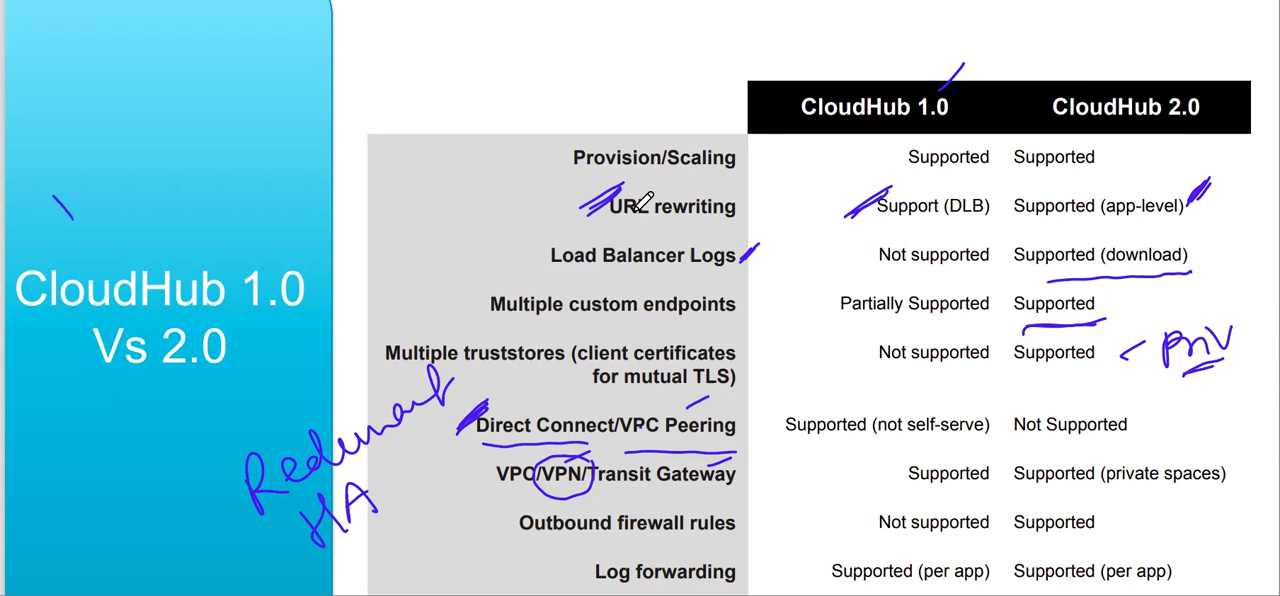 CloudHub 1.0
Vs 2.0
CloudHub 1.0 CloudHub 2.0
Provision/Scaling Supported Supported
URL rewriting Support (DLB) Supported (app-level)
Load Balancer Logs Not supported Supported (download)
Multiple custom endpoints Partially Supported Supported
Multiple truststores (client certificates
for mutual TLS) Not supported Supported
Direct Connect/VPC Peering Supported (not self-serve) Not Supported
VPC/VPN/Transit Gateway Supported Supported (private spaces)
Outbound firewall rules Not supported Supported
Log forwarding Supported (per app) Supported (per app)
HA